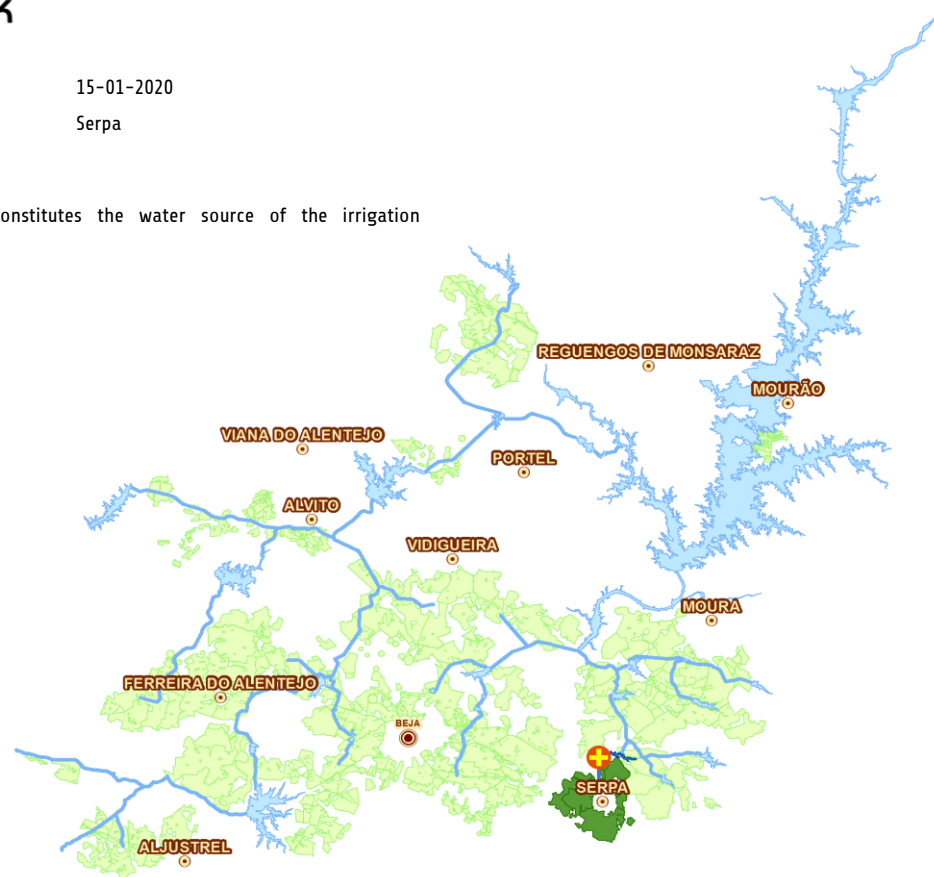 15-01-2020
Serpa
onstitutes the water source of the irrigation
REGUENGOS DE MONSARAZ
MOURÃO
VIANA DO ALENTEJO
PORTEL
ALVITO
VIDIGUEIRA
MOURA
FERREIRA DO ALENTEJO
BEJA
SERPA
ALJUSTREL